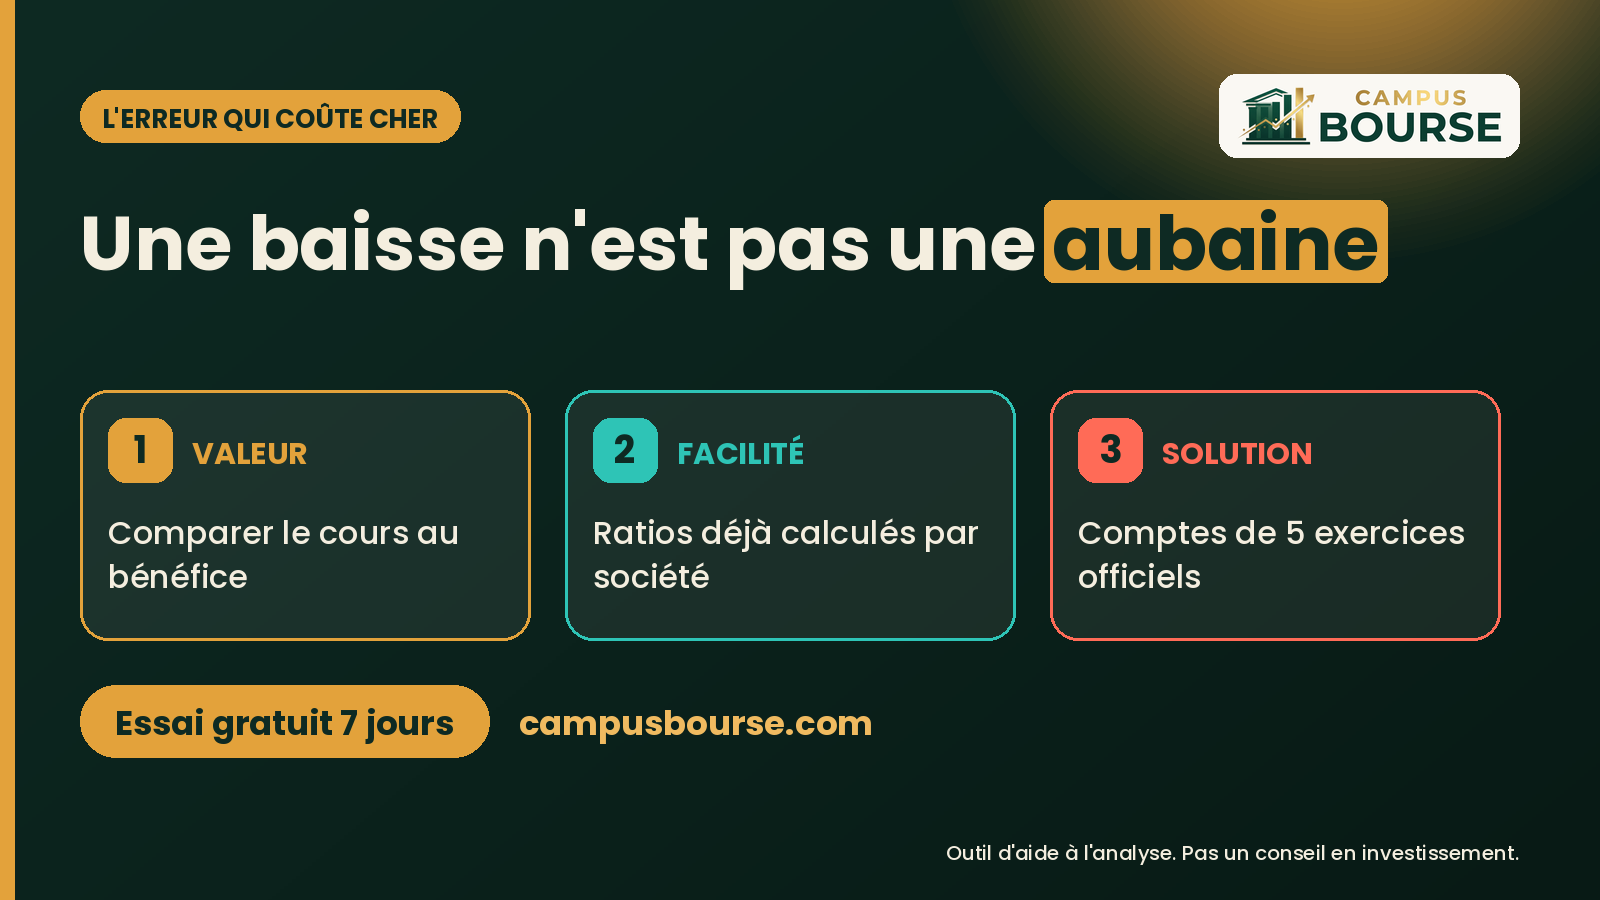 L'ERREUR QUI COÛTE CHER
CAMPUS
BOURSE
Une baisse n'est pas une aubaine
1 VALEUR
Comparer le cours au
bénéfice
2 FACILITÉ
Ratios déjà calculés par
société
3 SOLUTION
Comptes de 5 exercices
officiels
Essai gratuit 7 jours
campusbourse.com
Outil d'aide à l'analyse. Pas un conseil en investissement.